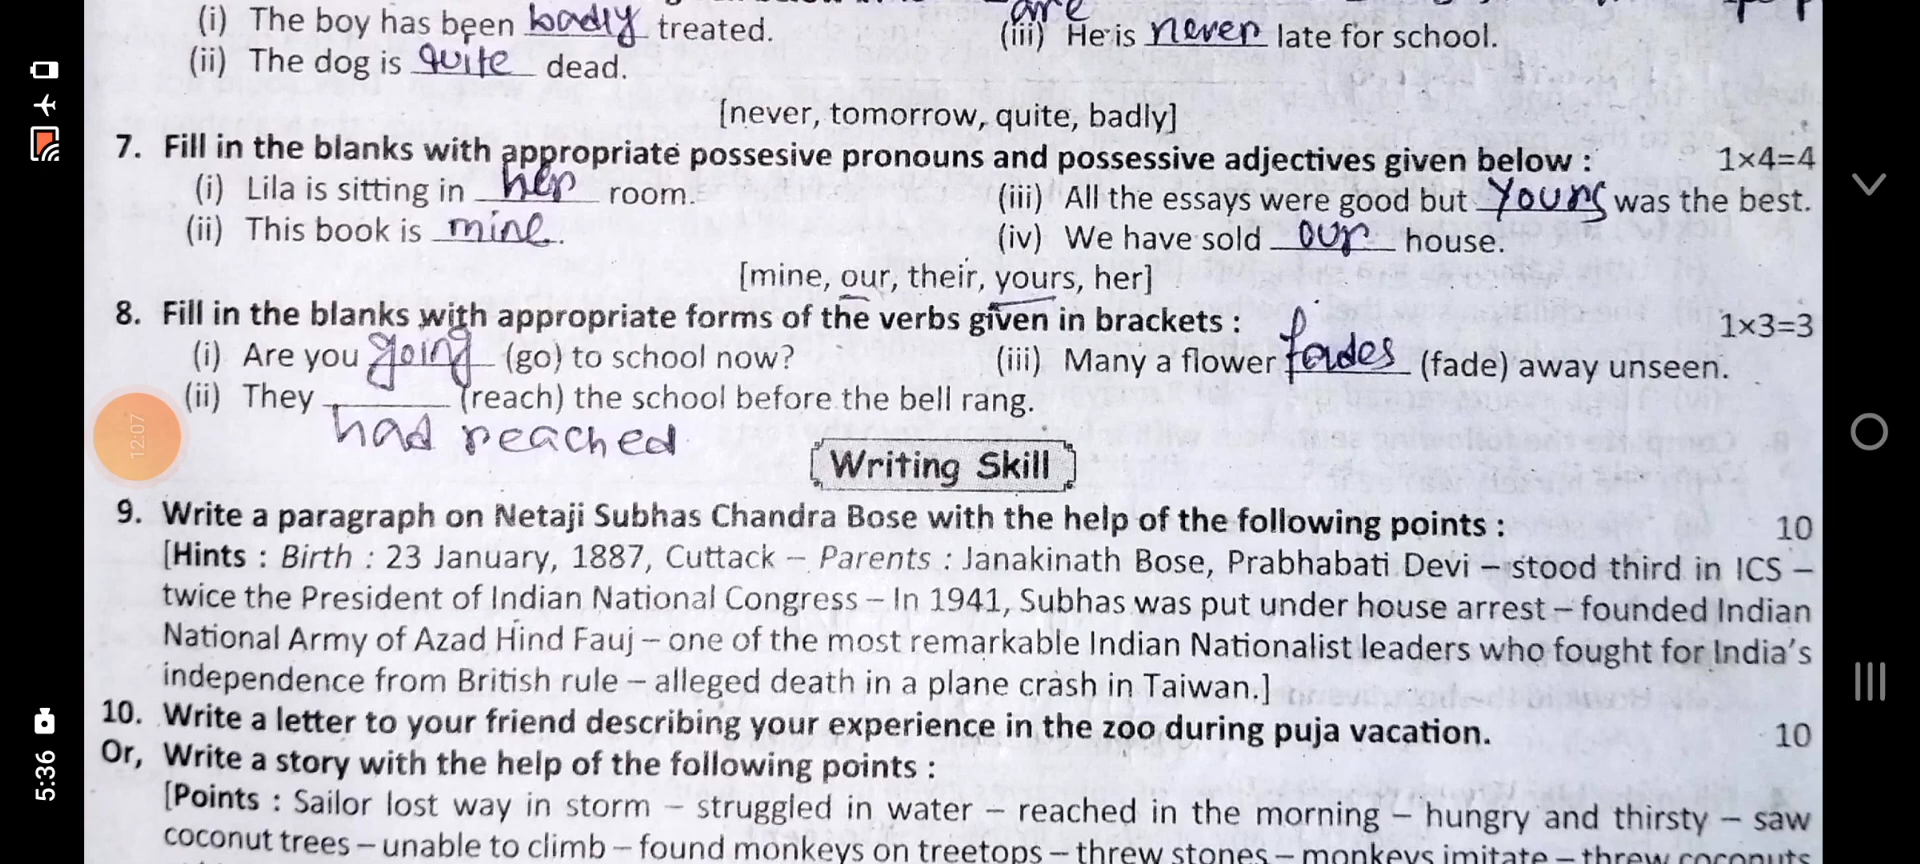 (i) The boy has been badly treated.
are
(iii) He is never late for school.
(ii) The dog is quite dead.
[never, tomorrow, quite, badly]
7. Fill in the blanks with appropriate possesive pronouns and possessive adjectives given below : 1×4=4
(i) Lila is sitting in her room.
(iii) All the essays were good but yours was the best.
(ii) This book is mine.
(iv) We have sold our house.
[mine, our, their, yours, her]
8. Fill in the blanks with appropriate forms of the verbs given in brackets : 1×3=3
(i) Are you going (go) to school now?
(iii) Many a flower fades (fade) away unseen.
(ii) They (reach) the school before the bell rang.
had reached
Writing Skill
9. Write a paragraph on Netaji Subhas Chandra Bose with the help of the following points : 10
[Hints : Birth : 23 January, 1887, Cuttack – Parents : Janakinath Bose, Prabhabati Devi – stood third in ICS –
twice the President of Indian National Congress – In 1941, Subhas was put under house arrest – founded Indian
National Army of Azad Hind Fauj – one of the most remarkable Indian Nationalist leaders who fought for India's
independence from British rule – alleged death in a plane crash in Taiwan.]
10. Write a letter to your friend describing your experience in the zoo during puja vacation. 10
Or, Write a story with the help of the following points :
[Points : Sailor lost way in storm – struggled in water – reached in the morning – hungry and thirsty – saw
coconut trees – unable to climb – found monkeys on treetops – threw stones – monkeys imitate – threw coconuts
12:07
5:36